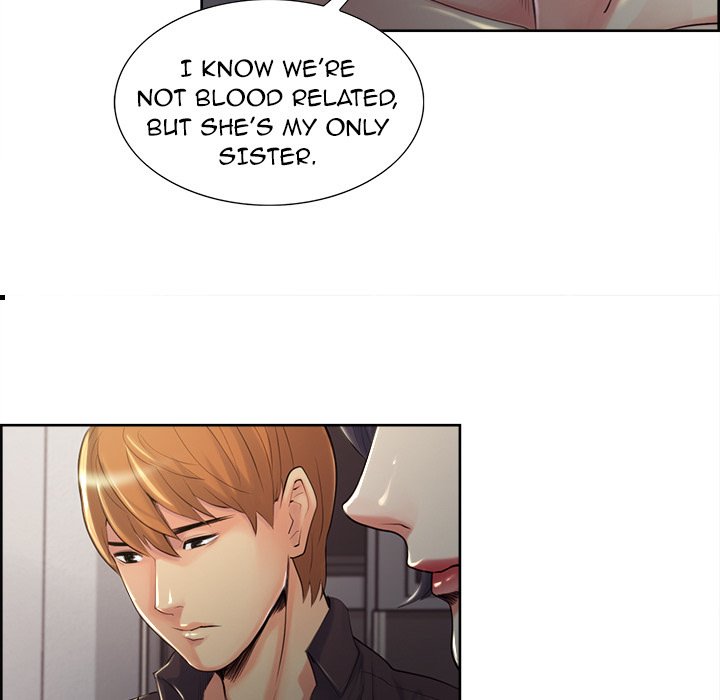 I KNOW WE'RE
NOT BLOOD RELATED,
BUT SHE'S MY ONLY
SISTER.